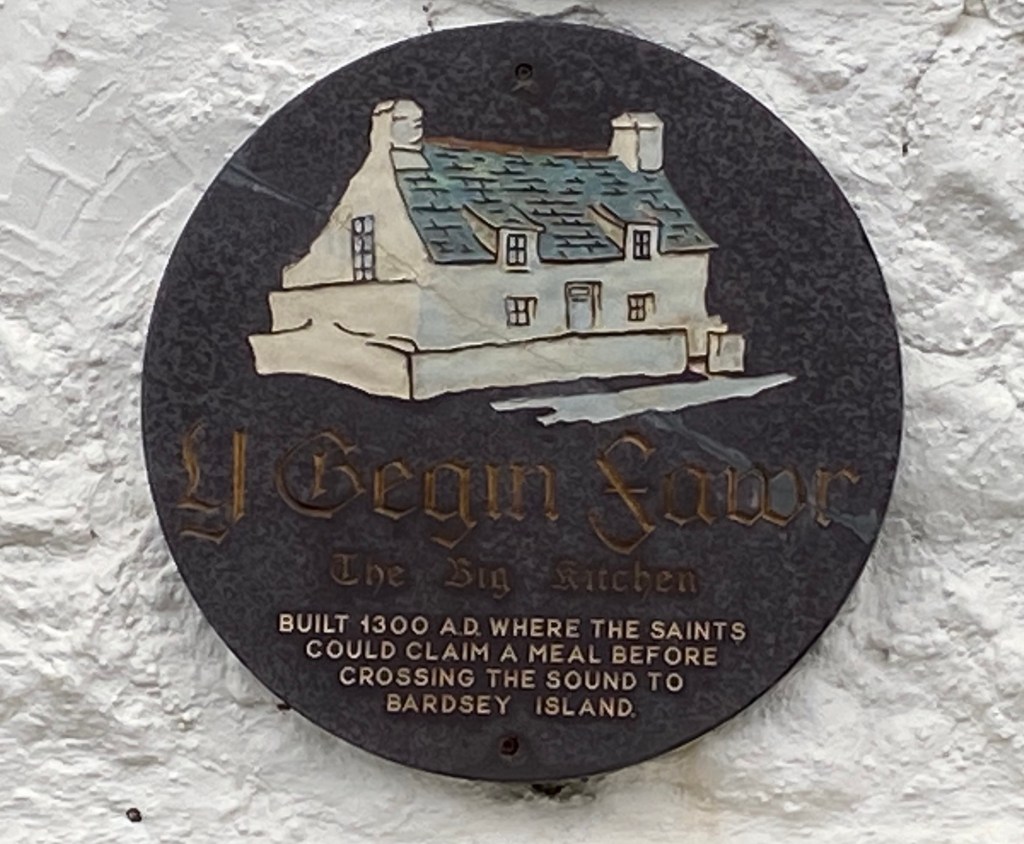 Y Gegin Fawr
The Big Kitchen
BUILT 1300 A.D. WHERE THE SAINTS
COULD CLAIM A MEAL BEFORE
CROSSING THE SOUND TO
BARDSEY ISLAND.